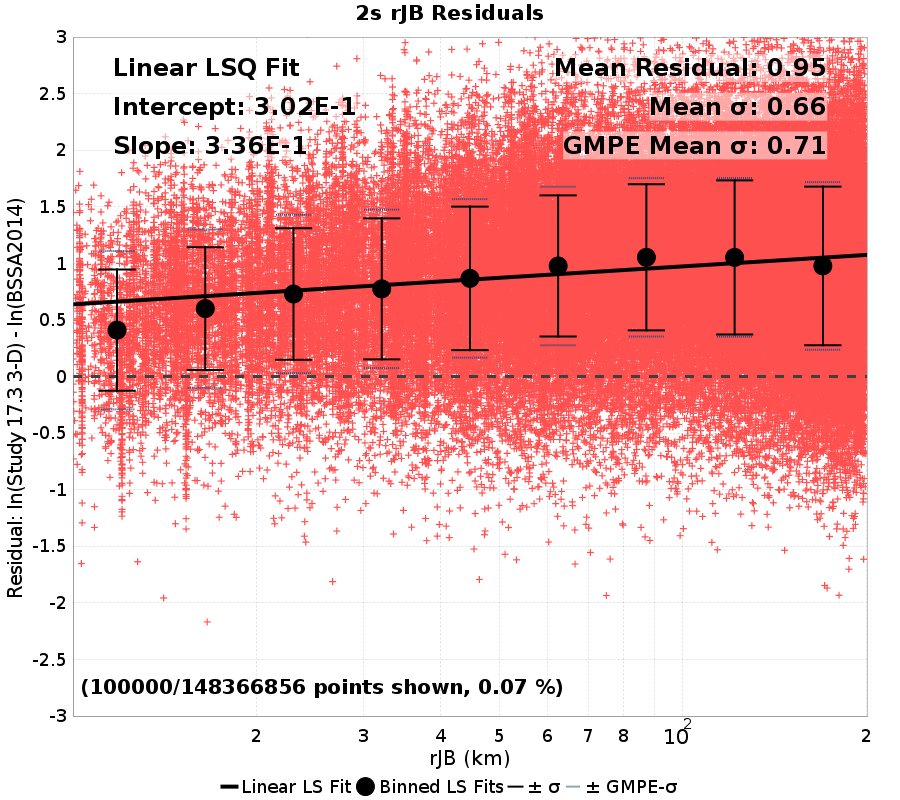 2s rJB Residuals
Linear LSQ Fit
Intercept: 3.02E-1
Slope: 3.36E-1
Mean Residual: 0.95
Mean σ: 0.66
GMPE Mean σ: 0.71
3
2.5
2
1.5
1
0.5
0
-0.5
-1
-1.5
-2
-2.5
-3
Residual: ln(Study 17.3 3-D) - ln(BSSA2014)
(100000/148366856 points shown, 0.07 %)
2 3 4 5 6 7 8 10² 2
rJB (km)
Linear LS Fit Binned LS Fits ± σ ± GMPE-σ